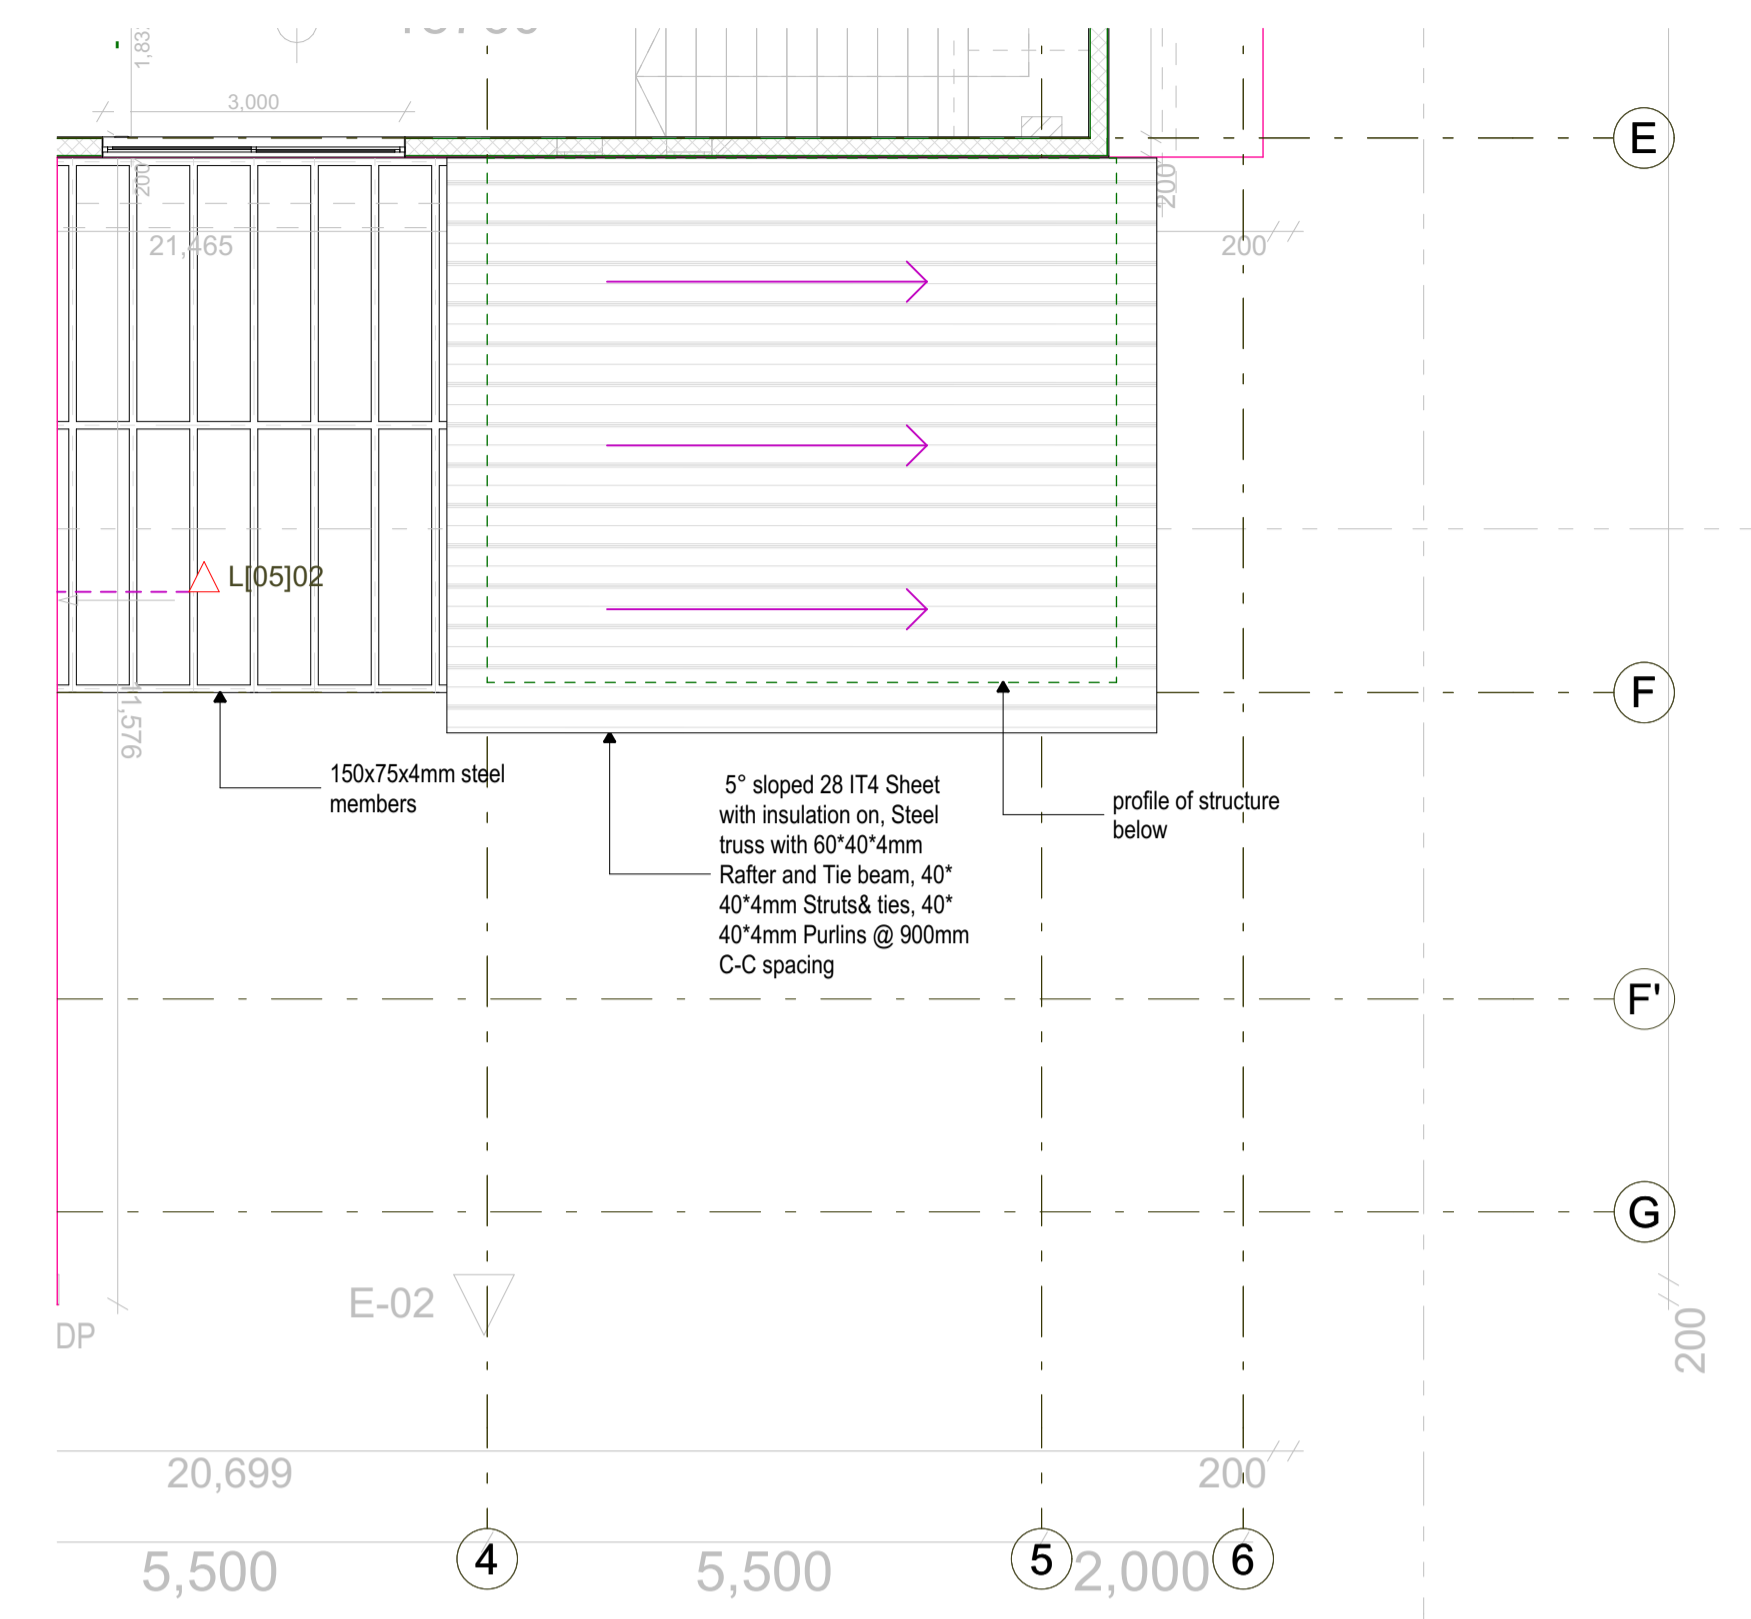 1,83
3,000
E
200
200
21,465
200
L[05]02
F
1,576
150x75x4mm steel
members
5° sloped 28 IT4 Sheet
with insulation on, Steel
truss with 60*40*4mm
Rafter and Tie beam, 40*
40*4mm Struts& ties, 40*
40*4mm Purlins @ 900mm
C-C spacing
profile of structure
below
F'
G
E-02
DP
200
20,699
200
5,500
4
5,500
5
2,000
6